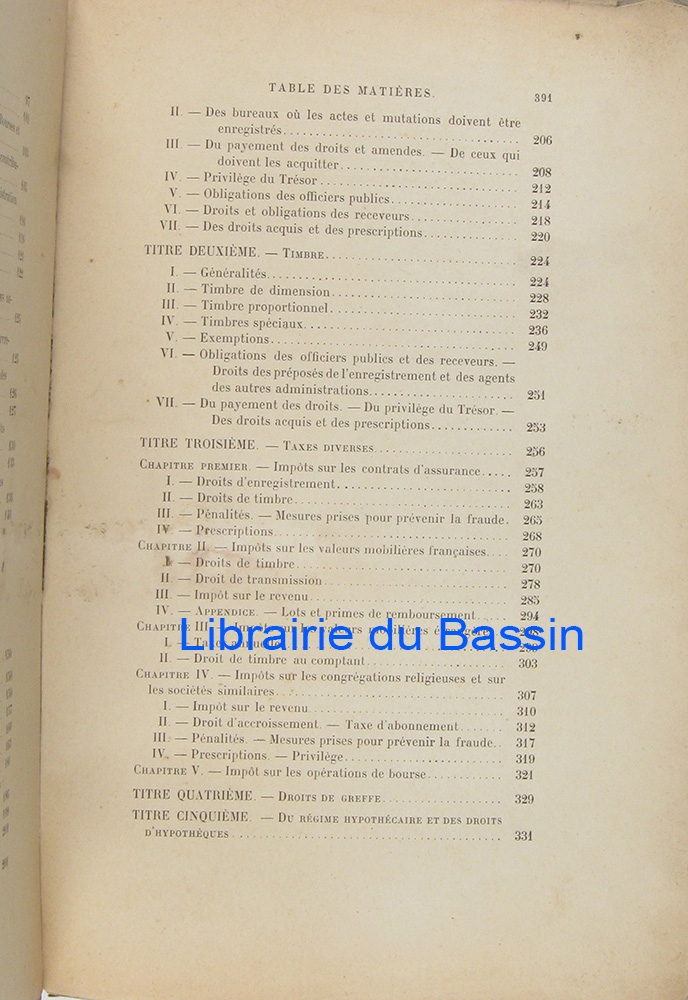 TABLE DES MATIÈRES.
391
II. — Des bureaux où les actes et mutations doivent être
enregistrés. 206
III — Du payement des droits et amendes. — De ceux qui
doivent les acquitter 208
IV. — Privilège du Trésor 212
V. — Obligations des officiers publics 214
VI. — Droits et obligations des receveurs 218
VII. — Des droits acquis et des prescriptions 220
TITRE DEUXIÈME. — TIMBRE 224
I. — Généralités. 224
II. — Timbre de dimension 228
III. — Timbre proportionnel 232
IV. — Timbres spéciaux. 236
V. — Exemptions. 249
VI. — Obligations des officiers publics et des receveurs. —
Droits des préposés de l'enregistrement et des agents
des autres administrations. 251
VII. — Du payement des droits. — Du privilège du Trésor. —
Des droits acquis et des prescriptions 253
TITRE TROISIÈME. — TAXES DIVERSES 256
CHAPITRE PREMIER. — Impôts sur les contrats d'assurance 257
I. — Droits d'enregistrement 258
II. — Droits de timbre. 263
III. — Pénalités. — Mesures prises pour prévenir la fraude. 265
IV — Prescriptions 268
CHAPITRE II. — Impôts sur les valeurs mobilières françaises 270
I. — Droits de timbre 270
II. — Droit de transmission 278
III. — Impôt sur le revenu 285
IV. — APPENDICE. — Lots et primes de remboursement 294
CHAPITRE III
Librairie du Bassin
II. — Droit de timbre au comptant 303
CHAPITRE IV. — Impôts sur les congrégations religieuses et sur
les sociétés similaires 307
I. — Impôt sur le revenu 310
II. — Droit d'accroissement. — Taxe d'abonnement 312
III. — Pénalités. — Mesures prises pour prévenir la fraude. 317
IV. — Prescriptions. — Privilège 319
CHAPITRE V. — Impôt sur les opérations de bourse 321
TITRE QUATRIÈME. — DROITS DE GREFFE 329
TITRE CINQUIÈME. — DU RÉGIME HYPOTHÉCAIRE ET DES DROITS
D'HYPOTHÈQUES 331